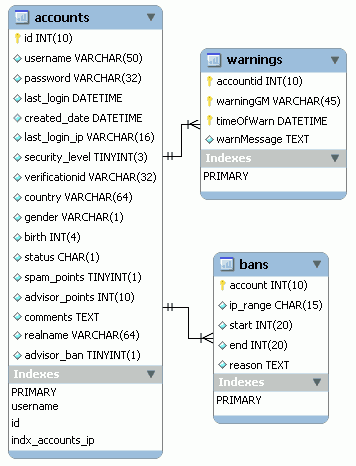 accounts
id INT(10)
username VARCHAR(50)
password VARCHAR(32)
last_login DATETIME
created_date DATETIME
last_login_ip VARCHAR(16)
security_level TINYINT(3)
verificationid VARCHAR(32)
country VARCHAR(64)
gender VARCHAR(1)
birth INT(4)
status CHAR(1)
spam_points TINYINT(1)
advisor_points INT(10)
comments TEXT
realname VARCHAR(64)
advisor_ban TINYINT(1)
Indexes
PRIMARY
username
id
indx_accounts_ip
warnings
accountid INT(10)
warningGM VARCHAR(45)
timeOfWarn DATETIME
warnMessage TEXT
Indexes
PRIMARY
bans
account INT(10)
ip_range CHAR(15)
start INT(20)
end INT(20)
reason TEXT
Indexes
PRIMARY